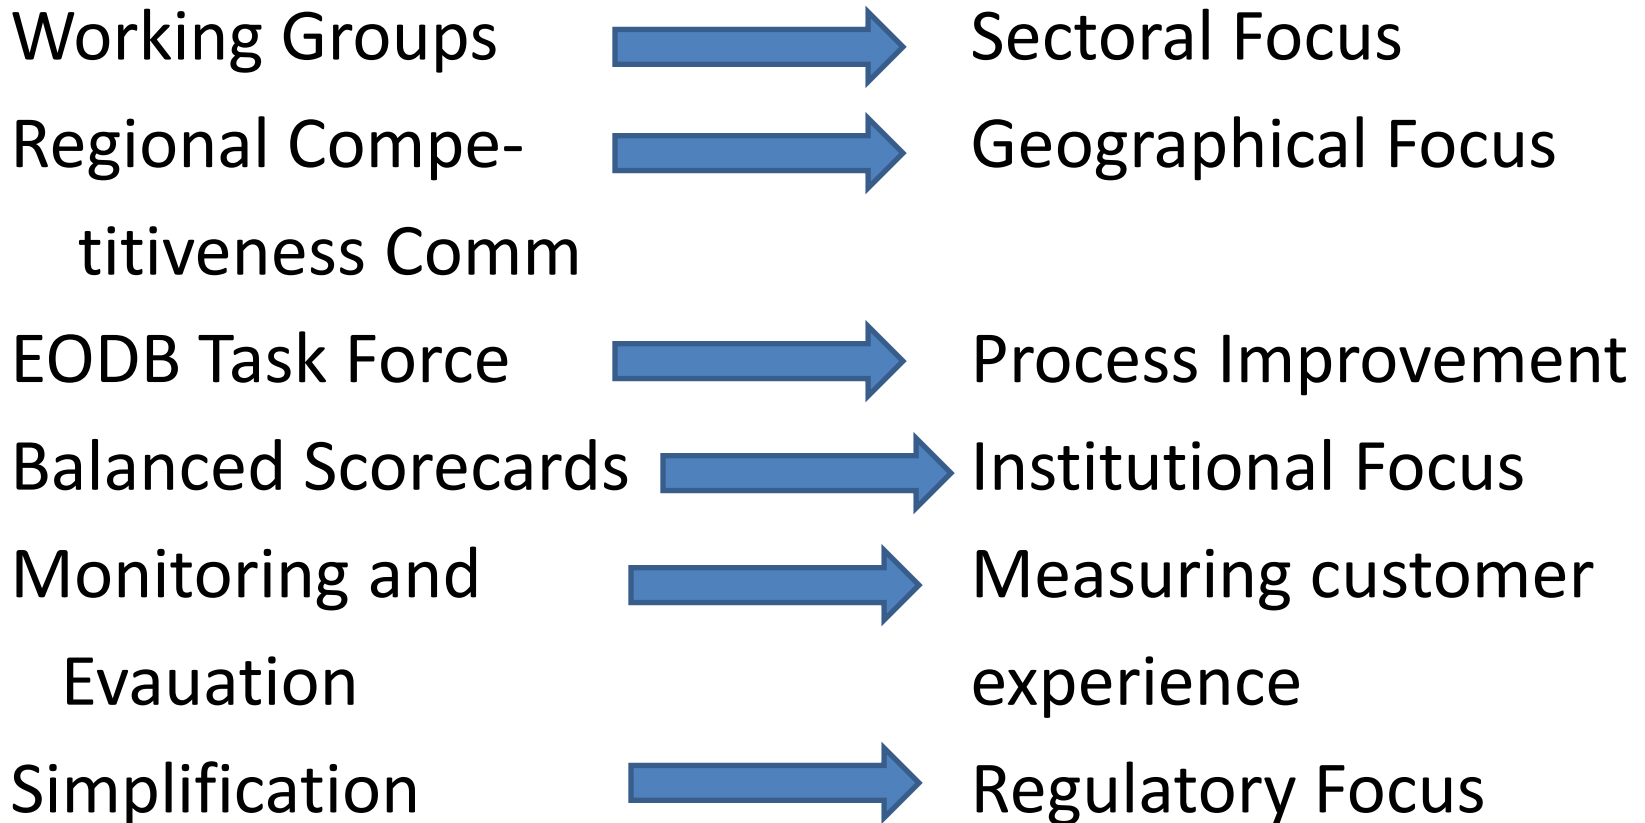 Working Groups Sectoral Focus
Regional Compe- Geographical Focus
titiveness Comm
EODB Task Force Process Improvement
Balanced Scorecards Institutional Focus
Monitoring and Measuring customer
Evauation experience
Simplification Regulatory Focus